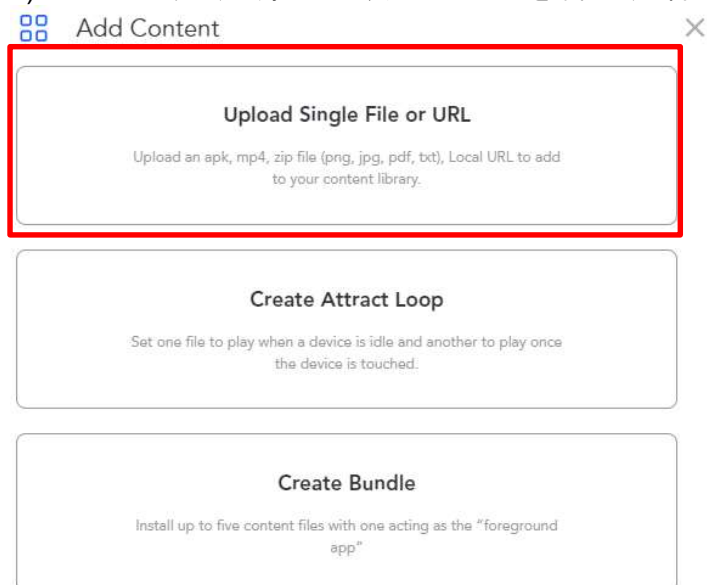 Add Content
Upload Single File or URL
Upload an apk, mp4, zip file (png, jpg, pdf, txt), Local URL to add
to your content library.
Create Attract Loop
Set one file to play when a device is idle and another to play once
the device is touched.
Create Bundle
Install up to five content files with one acting as the "foreground
app"